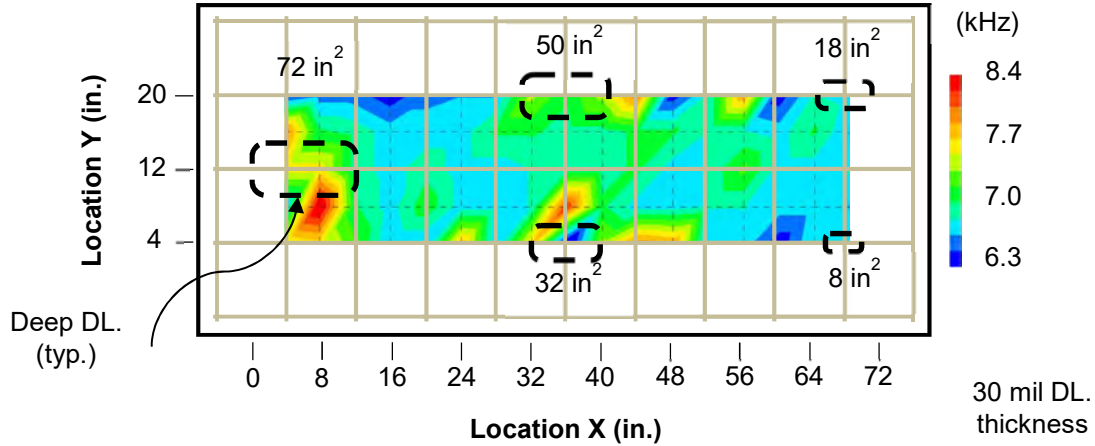 (kHz)
50 in²
18 in²
72 in²
8.4
7.7
7.0
6.3
Location Y (in.)
20
12
4
32 in²
8 in²
Deep DL.
(typ.)
0 8 16 24 32 40 48 56 64 72
Location X (in.)
30 mil DL.
thickness